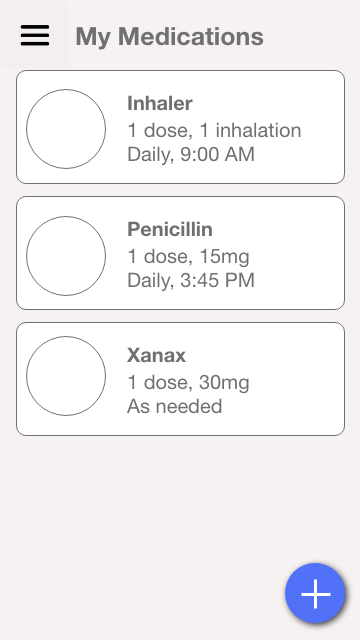 My Medications
Inhaler
1 dose, 1 inhalation
Daily, 9:00 AM
Penicillin
1 dose, 15mg
Daily, 3:45 PM
Xanax
1 dose, 30mg
As needed